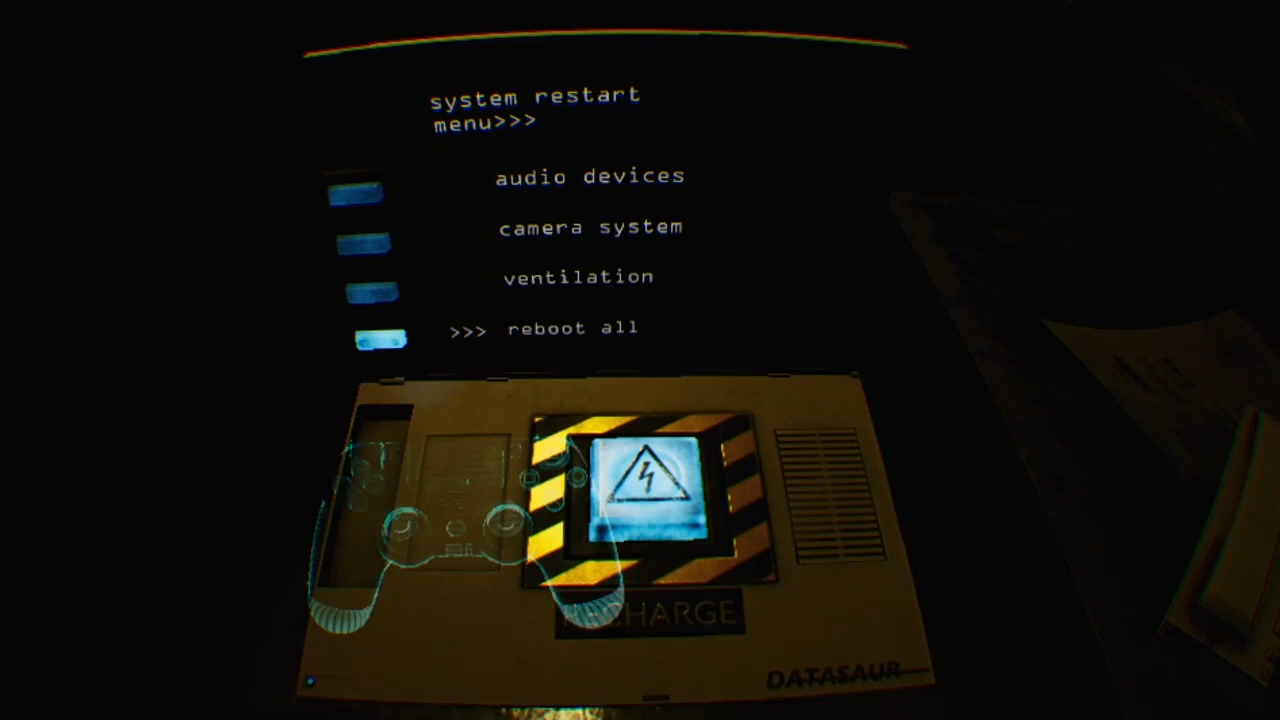 system restart
menu>>>
audio devices
camera system
ventilation
>>> reboot all
RECHARGE
DATASAUR